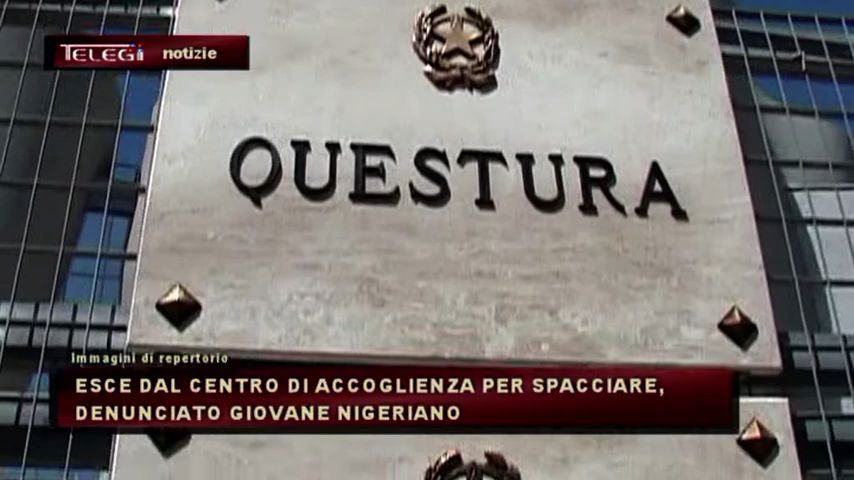 TELEGI notizie
QUESTURA
Immagini di repertorio
ESCE DAL CENTRO DI ACCOGLIENZA PER SPACCIARE,
DENUNCIATO GIOVANE NIGERIANO